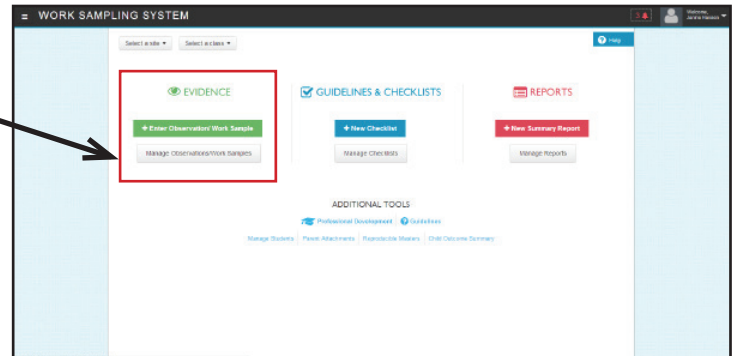 WORK SAMPLING SYSTEM
3
Welcome,
Select a site
Select a class
Help
EVIDENCE
GUIDELINES & CHECKLISTS
REPORTS
+ Enter Observation/ Work Sample
+ New Checklist
+ New Summary Report
Manage Observations/Work Samples
Manage Checklists
Manage Reports
ADDITIONAL TOOLS
Professional Development
Guidelines
Manage Students
Parent Attachments
Reproducible Masters
Child Outcome Summary